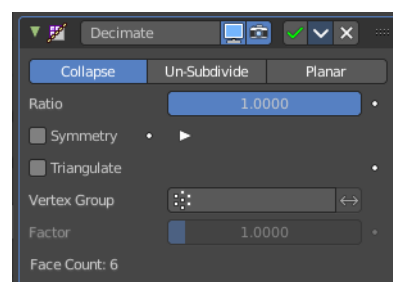 Decimate
Collapse Un-Subdivide Planar
Ratio 1.0000
Symmetry
Triangulate
Vertex Group
Factor 1.0000
Face Count: 6